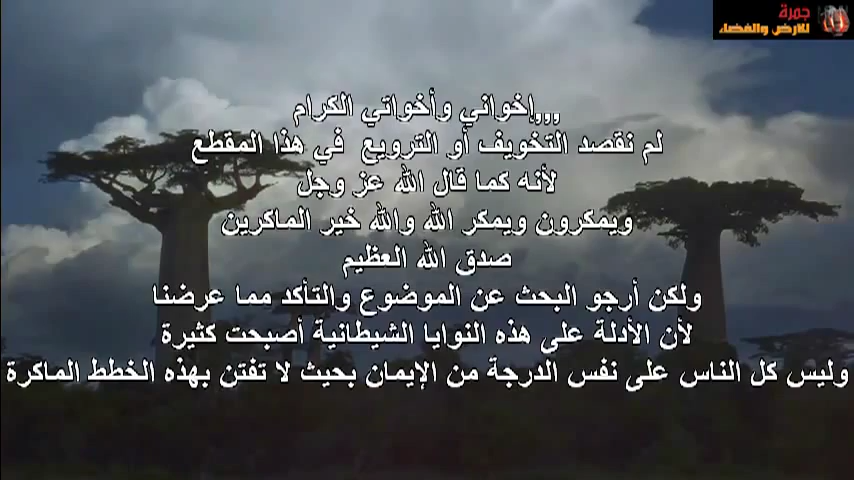 جمرة
للارض والفضاء
إخواني وأخواتي الكرام,,,
لم نقصد التخويف أو الترويع في هذا المقطع
لأنه كما قال الله عز وجل
ويمكرون ويمكر الله والله خير الماكرين
صدق الله العظيم
ولكن أرجو البحث عن الموضوع والتأكد مما عرضنا
لأن الأدلة على هذه النوايا الشيطانية أصبحت كثيرة
وليس كل الناس على نفس الدرجة من الإيمان بحيث لا تفتن بهذه الخطط الماكرة